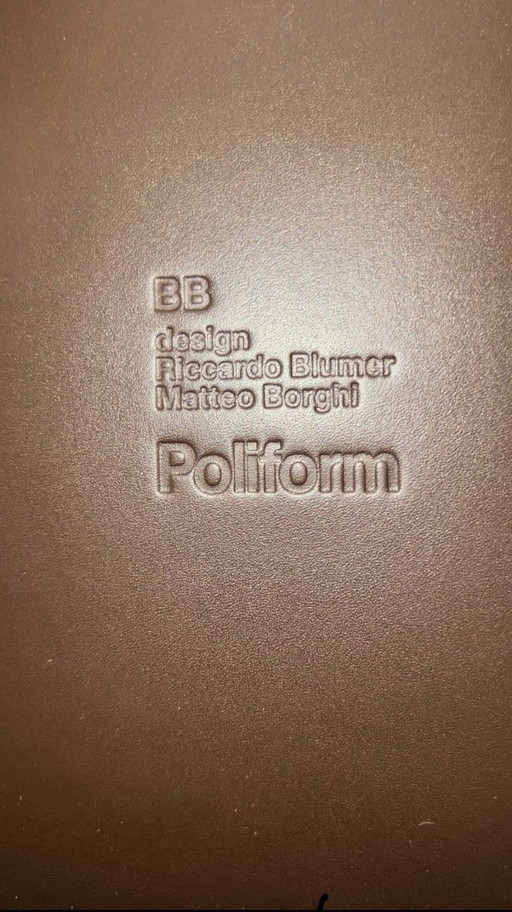 BB
design
Riccardo Blumer
Matteo Borghi
Poliform